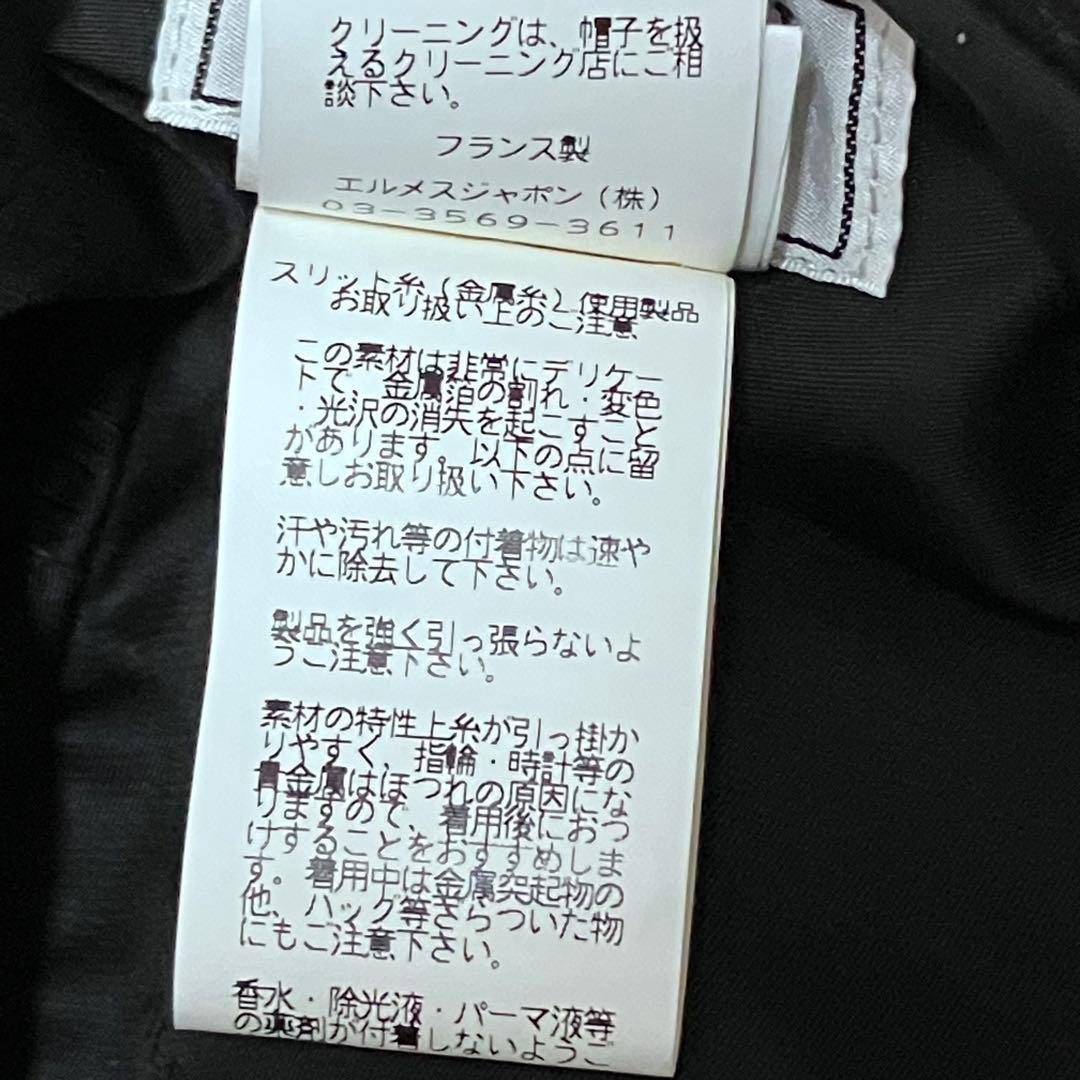 クリーニングは、帽子を扱
えるクリーニング店にご相
談下さい。
フランス製
エルメスジャポン（株）
03-3569-3611
スリット糸（金属糸）使用製品
お取り扱い上のご注意
この素材は非常にデリケー
トで、金属箔の割れ・変色
・光沢の消失を起こすこと
があります。以下の点に留
意しお取り扱い下さい。
汗や汚れ等の付着物は速や
かに除去して下さい。
製品を強く引っ張らないよ
うご注意下さい。
素材の特性上糸が引っ掛か
りやすく、指輪・時計等の
貴金属はほつれの原因にな
りますので、着用後におつ
けすることをおすすめしま
す。着用中は金属突起物の
他、バッグ等ざらついた物
にもご注意下さい。
香水・除光液・パーマ液等
の薬剤が付着しないようご